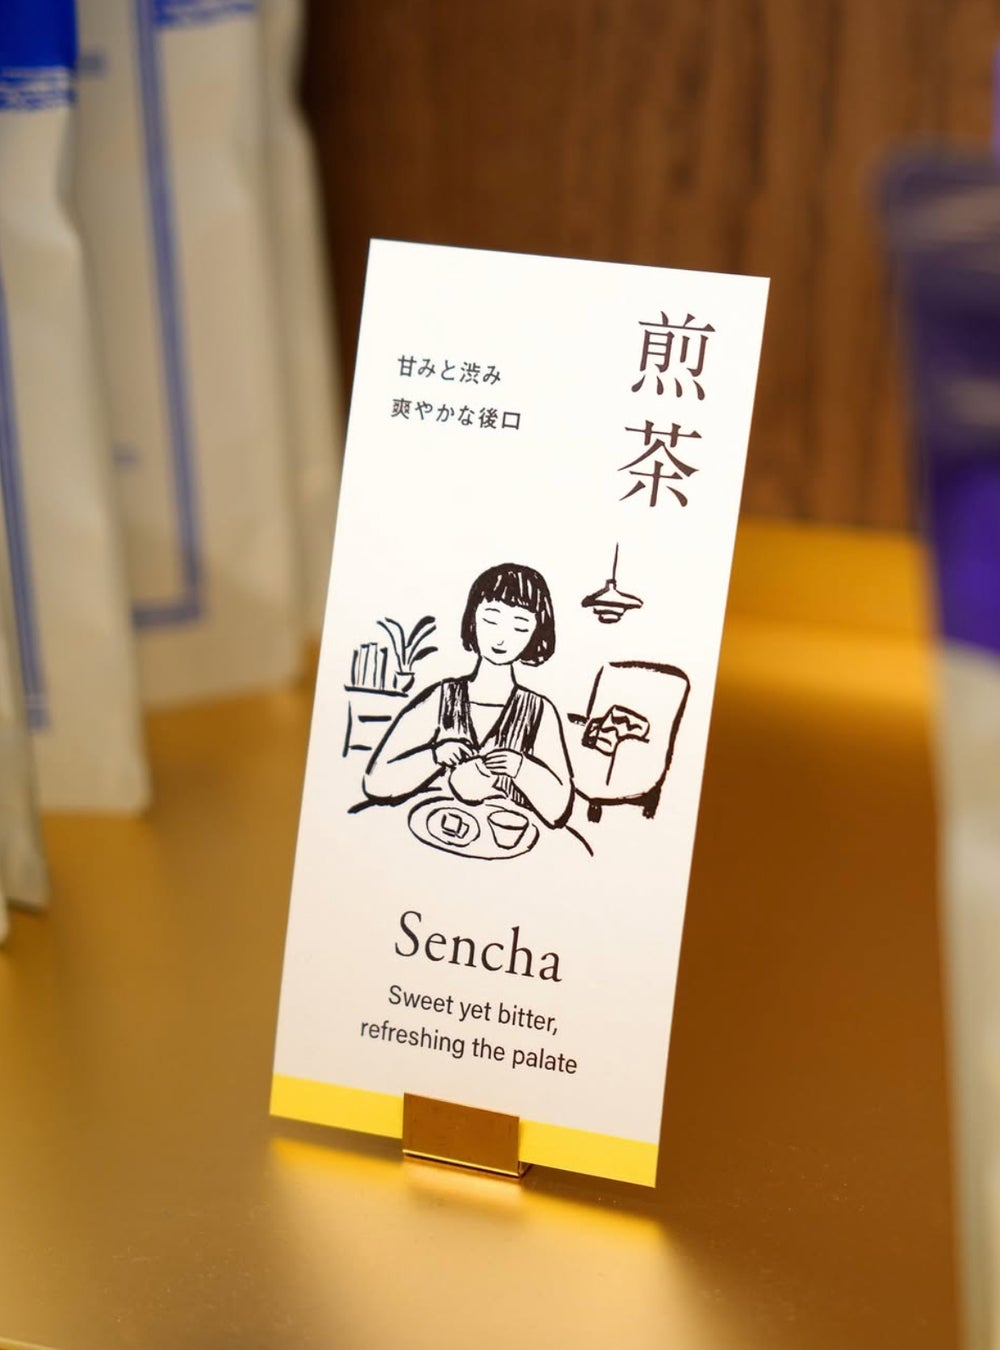 煎茶
甘みと渋み
爽やかな後口
Sencha
Sweet yet bitter,
refreshing the palate